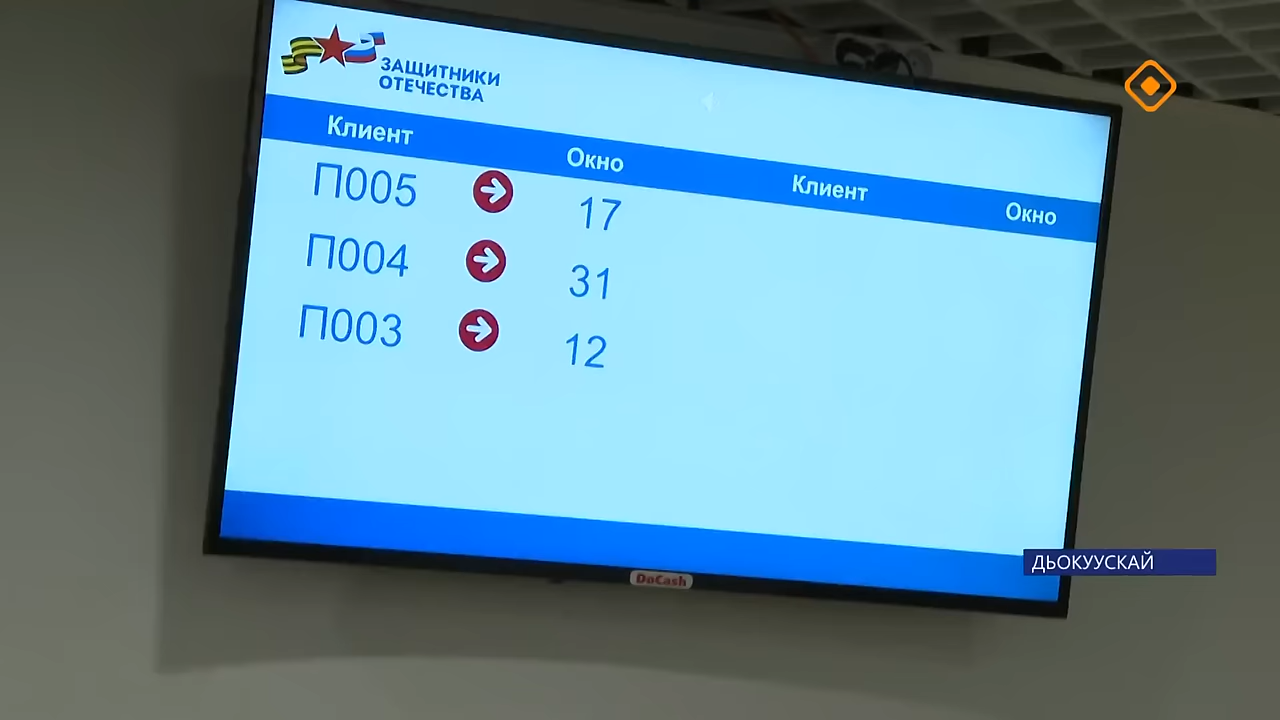 ЗАЩИТНИКИ
ОТЕЧЕСТВА
Клиент Окно Клиент Окно
П005 17
П004 31
П003 12
ДЬОКУУСКАЙ
DoCash